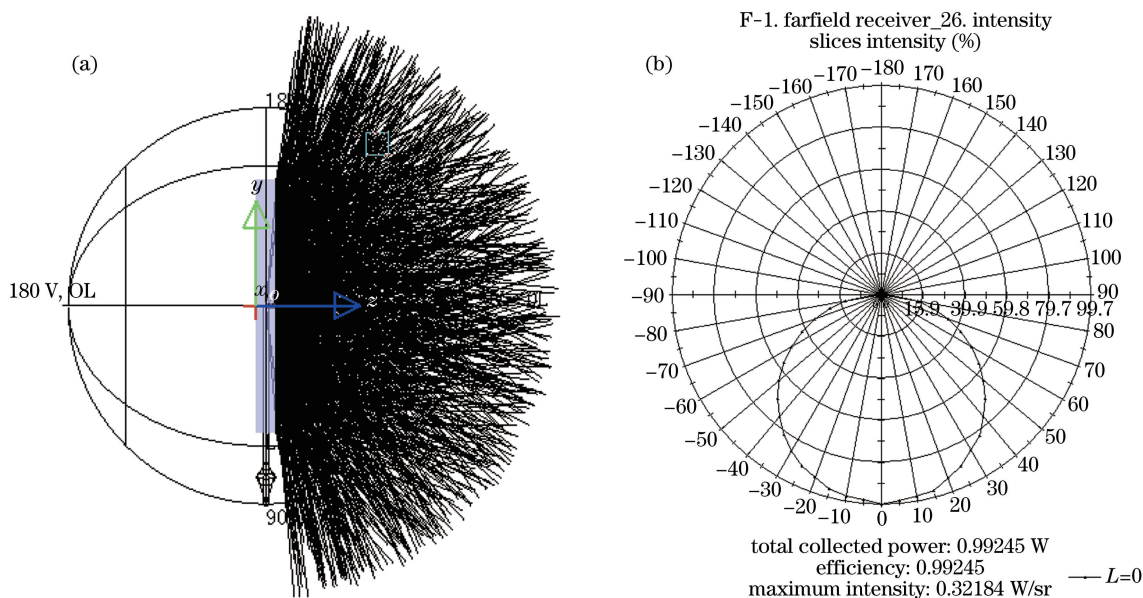 (a)
180
y
180 V, OL
x
o
z
90
F-1. farfield receiver_26. intensity
slices intensity (%)
(b)
-180
-170
170
-160
160
-150
150
-140
140
-130
130
-120
120
-110
110
-100
100
-90
39.9 59.8 79.7 99.7
90
-80
80
-70
70
-60
60
-50
50
-40
40
-30
30
-20
20
-10
10
0
total collected power: 0.99245 W
efficiency: 0.99245
maximum intensity: 0.32184 W/sr
L=0